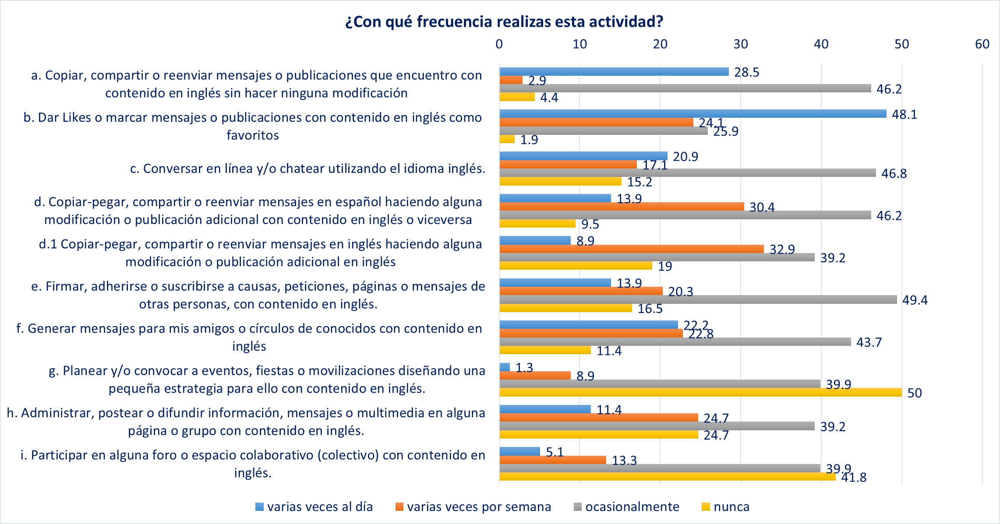 ¿Con qué frecuencia realizas esta actividad?
0 10 20 30 40 50 60
a. Copiar, compartir o reenviar mensajes o publicaciones que encuentro con
contenido en inglés sin hacer ninguna modificación
28.5
2.9
46.2
4.4
b. Dar Likes o marcar mensajes o publicaciones con contenido en inglés como
favoritos
48.1
24.1
25.9
1.9
c. Conversar en línea y/o chatear utilizando el idioma inglés.
20.9
17.1
46.8
15.2
d. Copiar-pegar, compartir o reenviar mensajes en español haciendo alguna
modificación o publicación adicional con contenido en inglés o viceversa
13.9
30.4
46.2
9.5
d.1 Copiar-pegar, compartir o reenviar mensajes en inglés haciendo alguna
modificación o publicación adicional en inglés
8.9
32.9
39.2
19
e. Firmar, adherirse o suscribirse a causas, peticiones, páginas o mensajes de
otras personas, con contenido en inglés.
13.9
20.3
49.4
16.5
f. Generar mensajes para mis amigos o círculos de conocidos con contenido en
inglés
22.2
22.8
43.7
11.4
g. Planear y/o convocar a eventos, fiestas o movilizaciones diseñando una
pequeña estrategia para ello con contenido en inglés.
1.3
8.9
39.9
50
h. Administrar, postear o difundir información, mensajes o multimedia en alguna
página o grupo con contenido en inglés.
11.4
24.7
39.2
24.7
i. Participar en alguna foro o espacio colaborativo (colectivo) con contenido en
inglés.
5.1
13.3
39.9
41.8
varias veces al día varias veces por semana ocasionalmente nunca